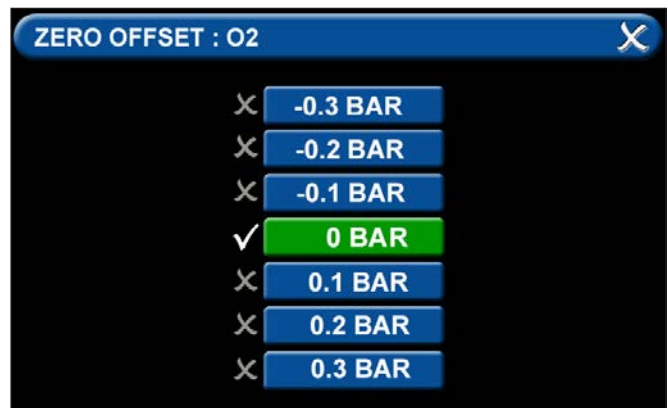 ZERO OFFSET : O2
-0.3 BAR
-0.2 BAR
-0.1 BAR
0 BAR
0.1 BAR
0.2 BAR
0.3 BAR